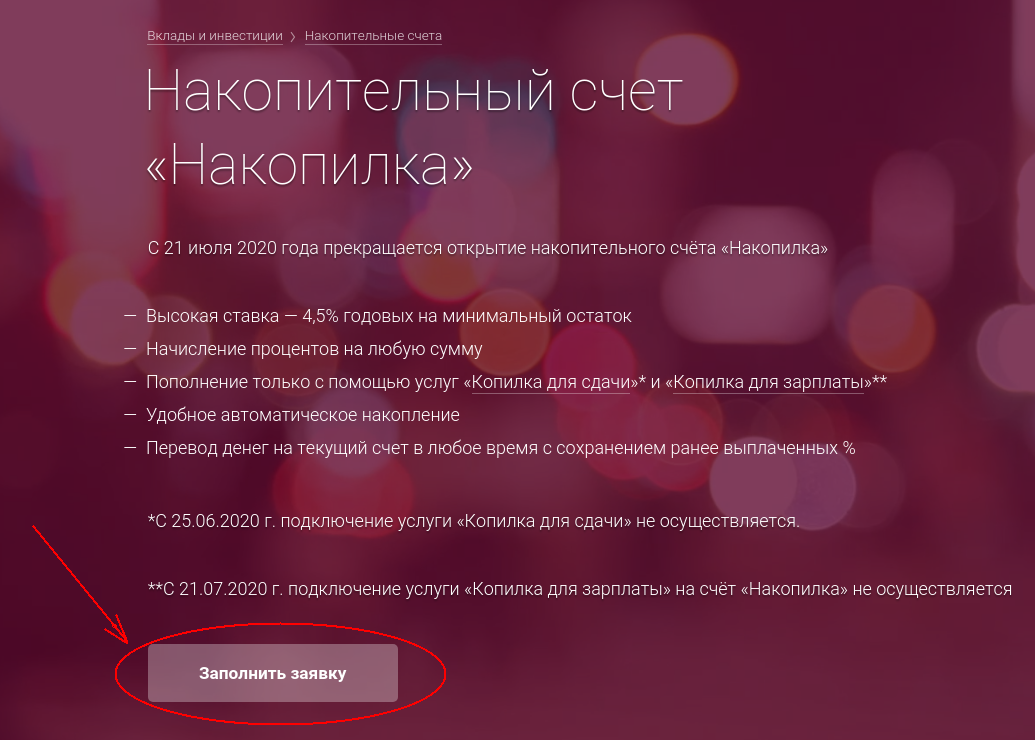 Вклады и инвестиции › Накопительные счета
Накопительный счет
«Накопилка»
С 21 июля 2020 года прекращается открытие накопительного счёта «Накопилка»
— Высокая ставка — 4,5% годовых на минимальный остаток
— Начисление процентов на любую сумму
— Пополнение только с помощью услуг «Копилка для сдачи»* и «Копилка для зарплаты»**
— Удобное автоматическое накопление
— Перевод денег на текущий счет в любое время с сохранением ранее выплаченных %
*С 25.06.2020 г. подключение услуги «Копилка для сдачи» не осуществляется.
**С 21.07.2020 г. подключение услуги «Копилка для зарплаты» на счёт «Накопилка» не осуществляется
Заполнить заявку